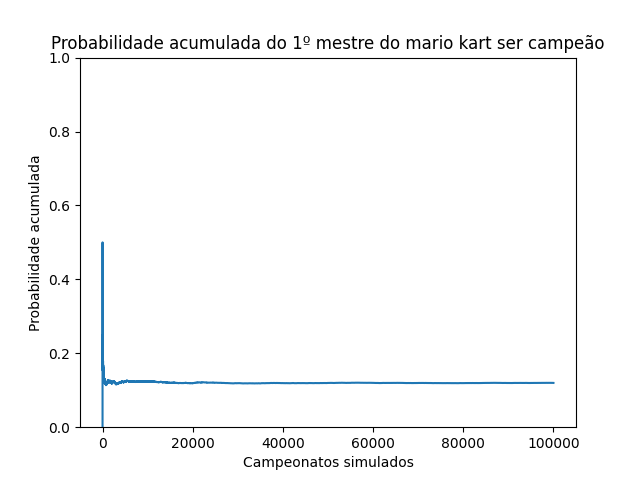 Probabilidade acumulada do 1º mestre do mario kart ser campeão
1.0
0.8
0.6
0.4
0.2
0.0
Probabilidade acumulada
0 20000 40000 60000 80000 100000
Campeonatos simulados